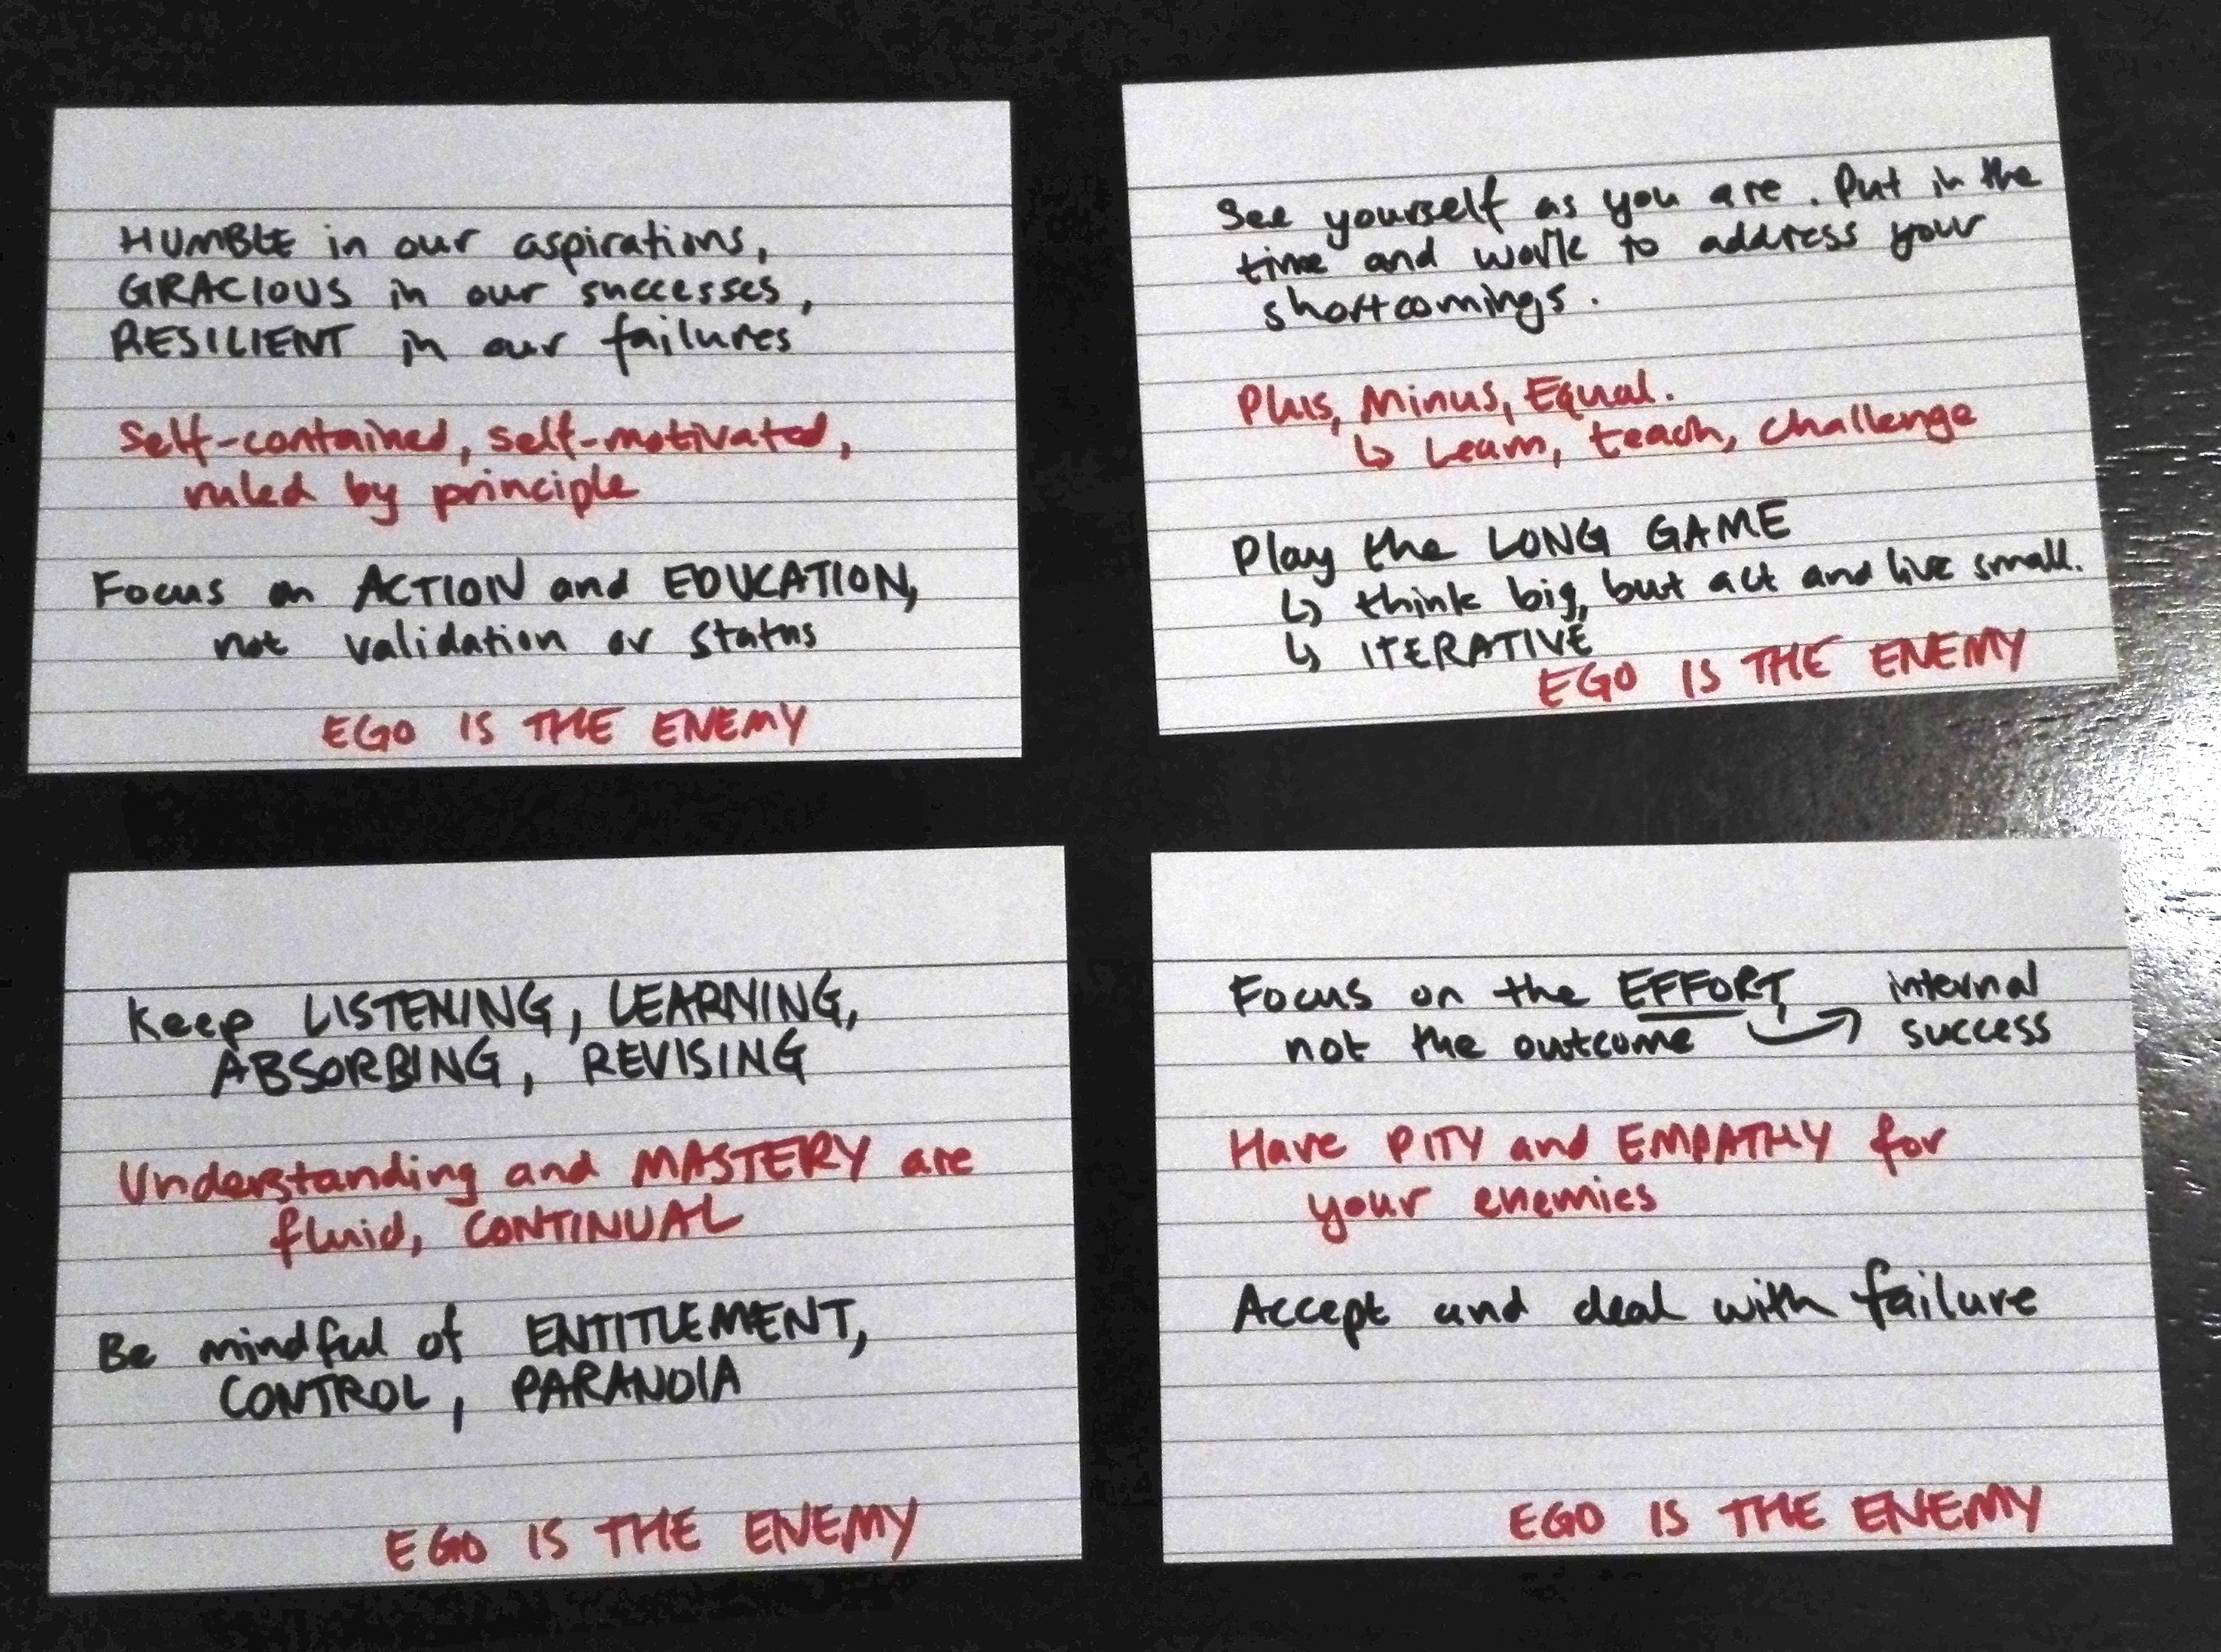 HUMBLE in our aspirations,
GRACIOUS in our successes,
RESILIENT in our failures
Self-contained, self-motivated,
ruled by principle
Focus on ACTION and EDUCATION,
not validation or status
EGO IS THE ENEMY
See yourself as you are. Put in the
time and work to address your
shortcomings.
Plus, Minus, Equal.
↳ Learn, teach, challenge
Play the LONG GAME
↳ think big, but act and live small.
↳ ITERATIVE
EGO IS THE ENEMY
Keep LISTENING, LEARNING,
ABSORBING, REVISING
Understanding and MASTERY are
fluid, CONTINUAL
Be mindful of ENTITLEMENT,
CONTROL, PARANOIA
EGO IS THE ENEMY
Focus on the EFFORT, → internal
not the outcome success
Have PITY and EMPATHY for
your enemies
Accept and deal with failure
EGO IS THE ENEMY